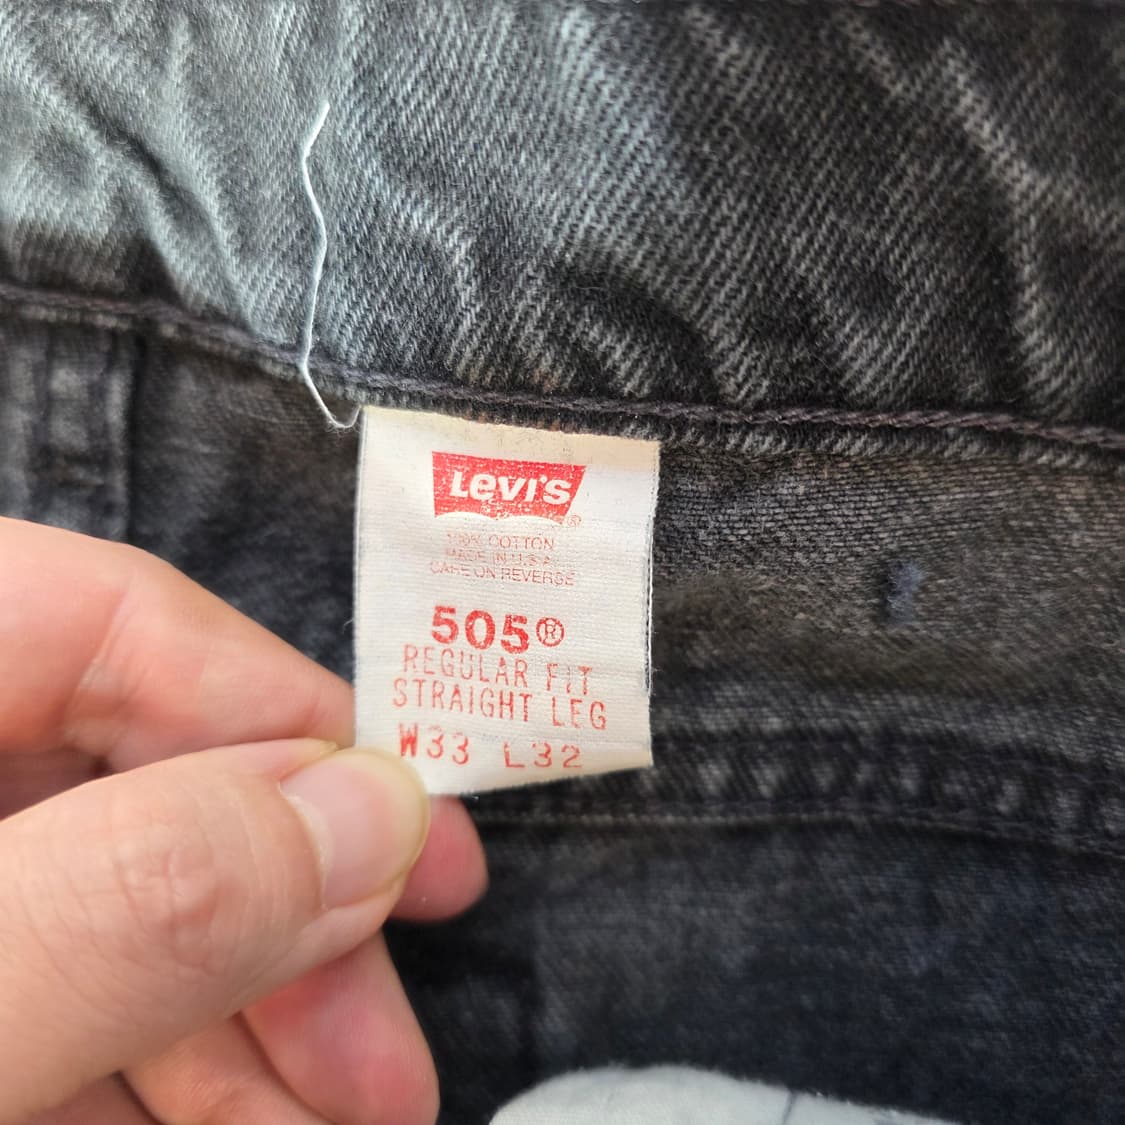 Levi's®
100% COTTON
MADE IN U.S.A.
CARE ON REVERSE
505®
REGULAR FIT
STRAIGHT LEG
W33 L32